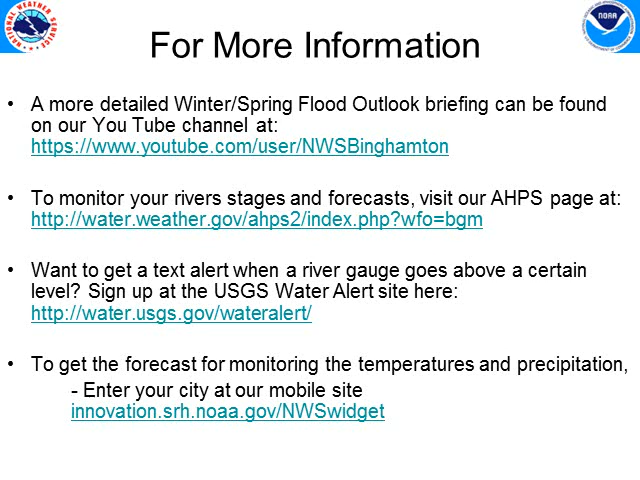 For More Information
• A more detailed Winter/Spring Flood Outlook briefing can be found
on our You Tube channel at:
https://www.youtube.com/user/NWSBinghamton
• To monitor your rivers stages and forecasts, visit our AHPS page at:
http://water.weather.gov/ahps2/index.php?wfo=bgm
• Want to get a text alert when a river gauge goes above a certain
level? Sign up at the USGS Water Alert site here:
http://water.usgs.gov/wateralert/
• To get the forecast for monitoring the temperatures and precipitation,
- Enter your city at our mobile site
innovation.srh.noaa.gov/NWSwidget
NATIONAL WEATHER SERVICE
NOAA